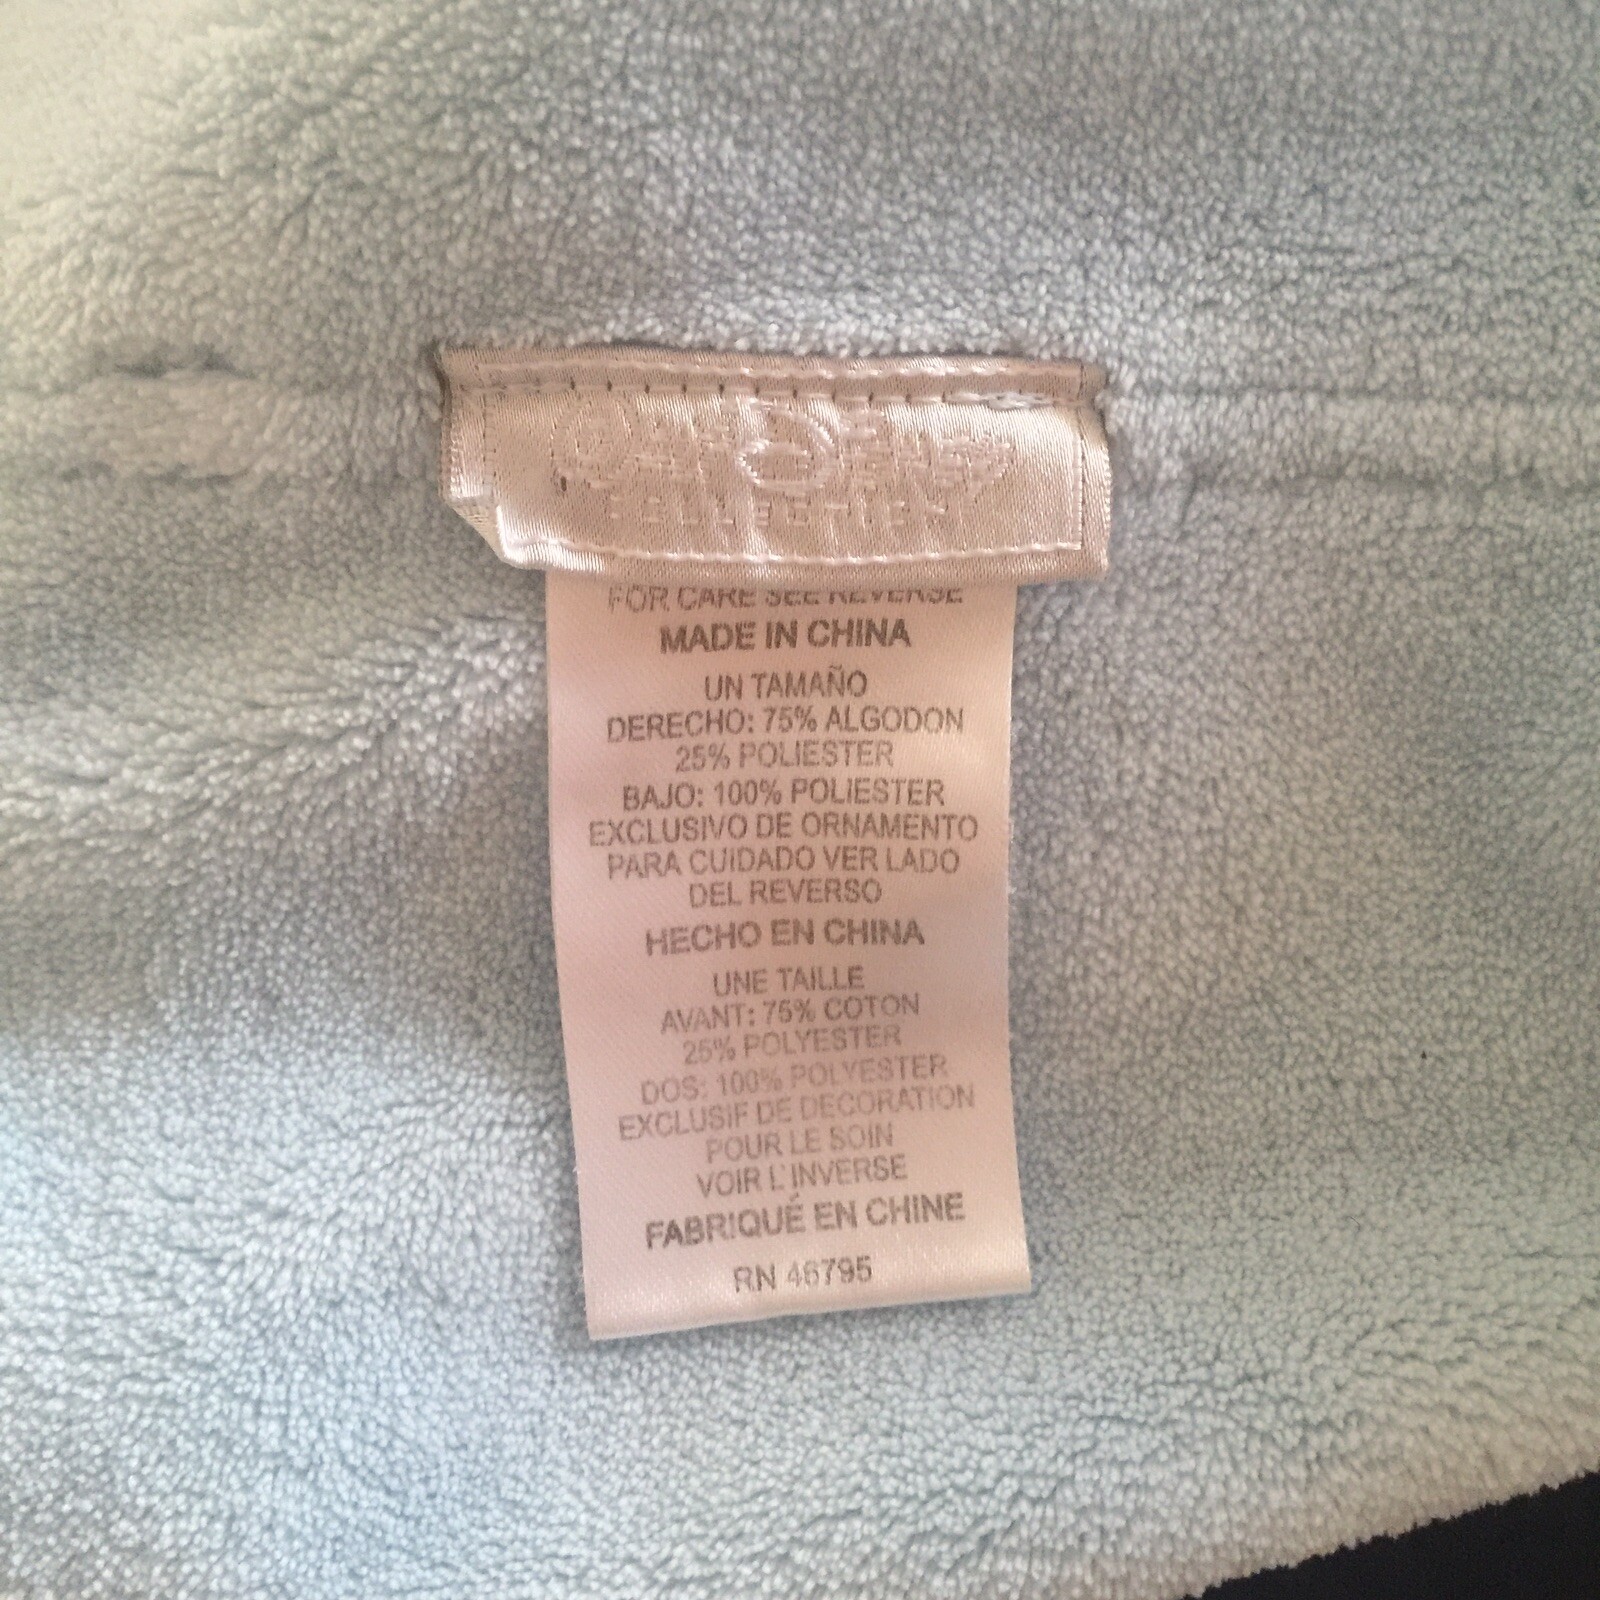 COLLECTION
FOR CARE SEE REVERSE
MADE IN CHINA
UN TAMAÑO
DERECHO: 75% ALGODON
25% POLIESTER
BAJO: 100% POLIESTER
EXCLUSIVO DE ORNAMENTO
PARA CUIDADO VER LADO
DEL REVERSO
HECHO EN CHINA
UNE TAILLE
AVANT: 75% COTON
25% POLYESTER
DOS: 100% POLYESTER
EXCLUSIF DE DECORATION
POUR LE SOIN
VOIR L'INVERSE
FABRIQUÉ EN CHINE
RN 46795